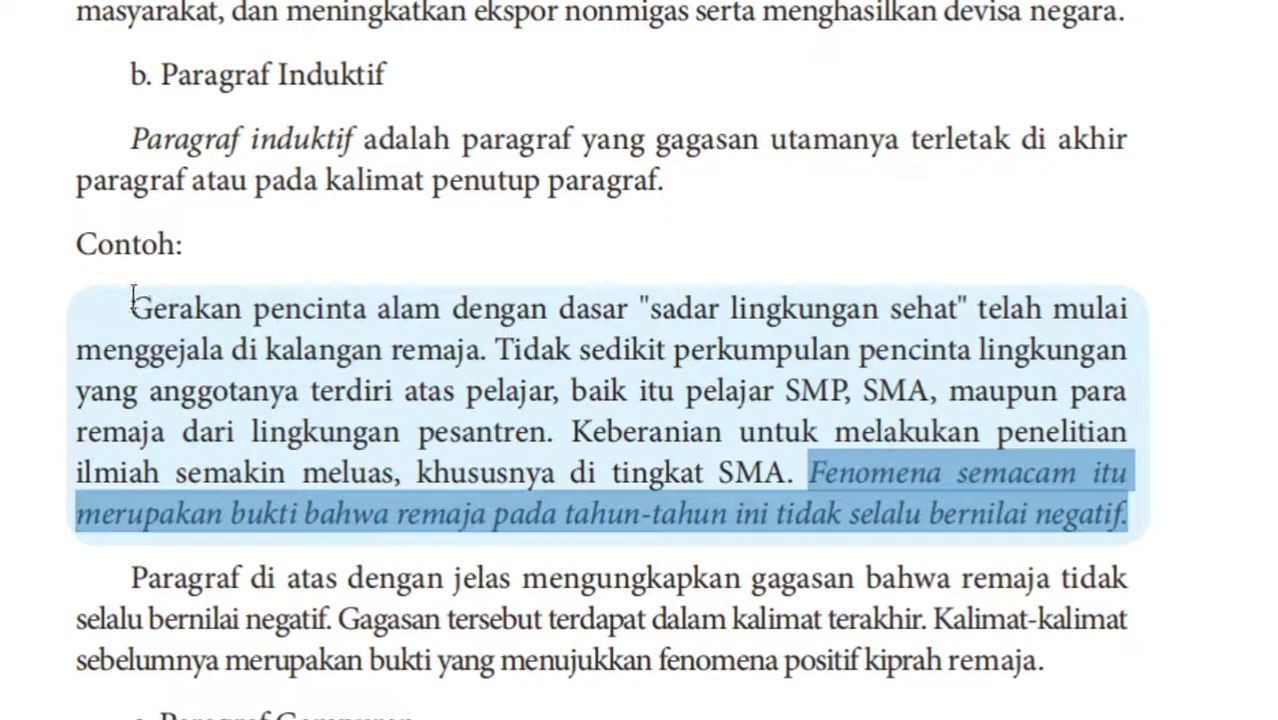 masyarakat, dan meningkatkan ekspor nonmigas serta menghasilkan devisa negara.
b. Paragraf Induktif
Paragraf induktif adalah paragraf yang gagasan utamanya terletak di akhir
paragraf atau pada kalimat penutup paragraf.
Contoh:
Gerakan pencinta alam dengan dasar "sadar lingkungan sehat" telah mulai
menggejala di kalangan remaja. Tidak sedikit perkumpulan pencinta lingkungan
yang anggotanya terdiri atas pelajar, baik itu pelajar SMP, SMA, maupun para
remaja dari lingkungan pesantren. Keberanian untuk melakukan penelitian
ilmiah semakin meluas, khususnya di tingkat SMA. Fenomena semacam itu
merupakan bukti bahwa remaja pada tahun-tahun ini tidak selalu bernilai negatif.
Paragraf di atas dengan jelas mengungkapkan gagasan bahwa remaja tidak
selalu bernilai negatif. Gagasan tersebut terdapat dalam kalimat terakhir. Kalimat-kalimat
sebelumnya merupakan bukti yang menujukkan fenomena positif kiprah remaja.
Paragraf Campuran